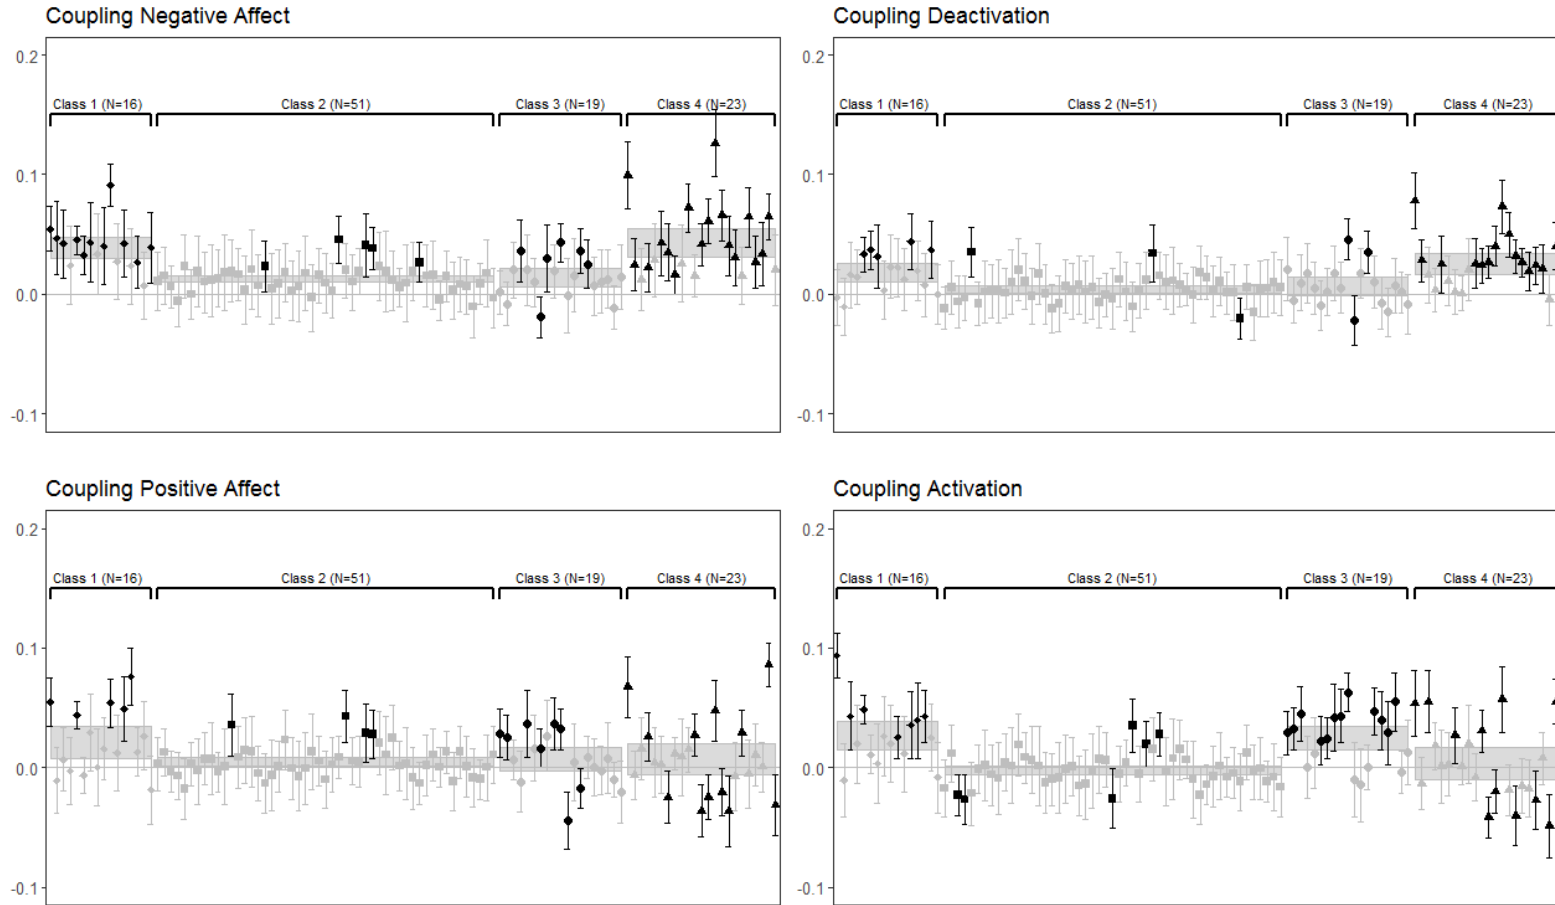 Coupling Negative Affect
0.2
Class 1 (N=16) Class 2 (N=51) Class 3 (N=19) Class 4 (N=23)
0.1
0.0
-0.1
Coupling Deactivation
0.2
Class 1 (N=16) Class 2 (N=51) Class 3 (N=19) Class 4 (N=23)
0.1
0.0
-0.1
Coupling Positive Affect
0.2
Class 1 (N=16) Class 2 (N=51) Class 3 (N=19) Class 4 (N=23)
0.1
0.0
-0.1
Coupling Activation
0.2
Class 1 (N=16) Class 2 (N=51) Class 3 (N=19) Class 4 (N=23)
0.1
0.0
-0.1